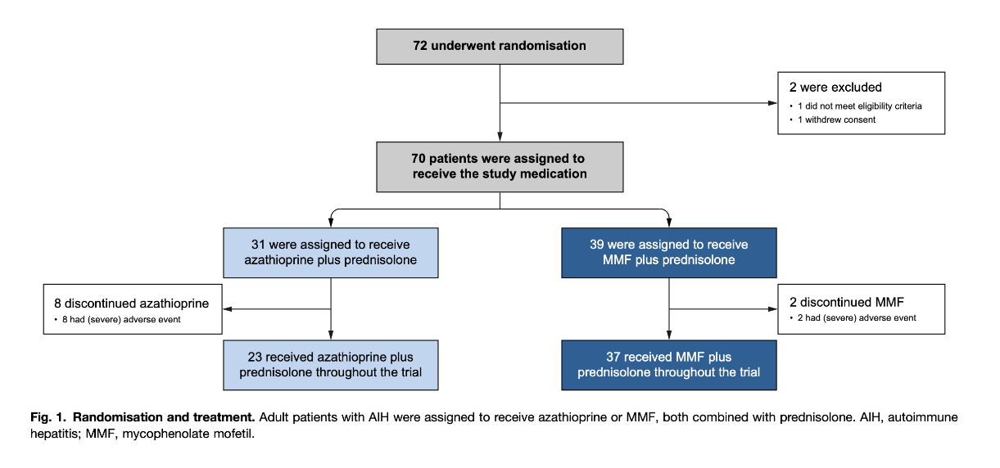 72 underwent randomisation
2 were excluded
• 1 did not meet eligibility criteria
• 1 withdrew consent
70 patients were assigned to
receive the study medication
31 were assigned to receive
azathioprine plus prednisolone
39 were assigned to receive
MMF plus prednisolone
8 discontinued azathioprine
• 8 had (severe) adverse event
2 discontinued MMF
• 2 had (severe) adverse event
23 received azathioprine plus
prednisolone throughout the trial
37 received MMF plus
prednisolone throughout the trial
Fig. 1. Randomisation and treatment. Adult patients with AIH were assigned to receive azathioprine or MMF, both combined with prednisolone. AIH, autoimmune
hepatitis; MMF, mycophenolate mofetil.